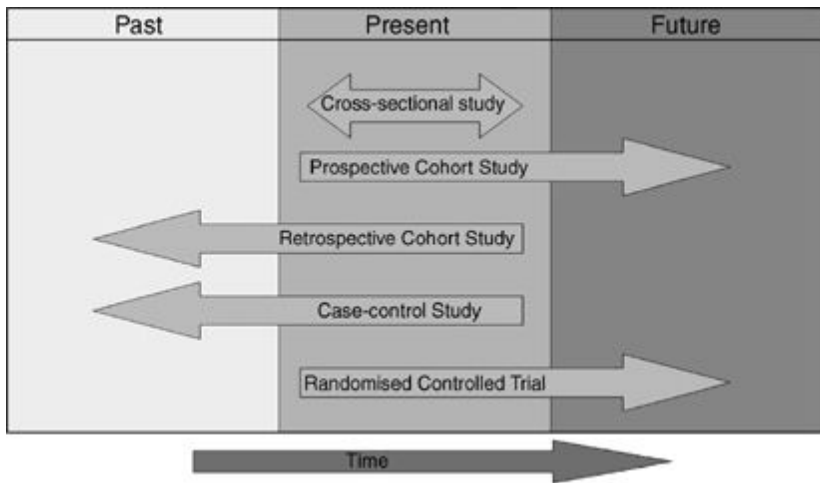 Past Present Future
Cross-sectional study
Prospective Cohort Study
Retrospective Cohort Study
Case-control Study
Randomised Controlled Trial
Time